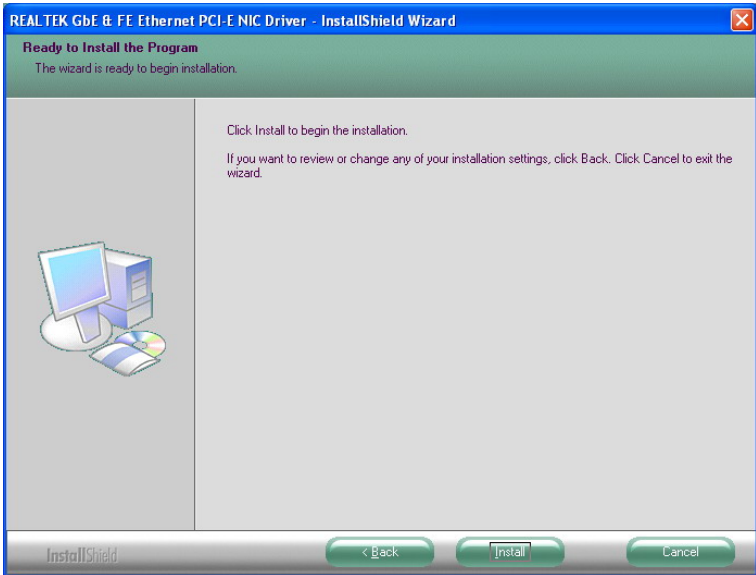 REALTEK GbE & FE Ethernet PCI-E NIC Driver - InstallShield Wizard
Ready to Install the Program
The wizard is ready to begin installation.
Click Install to begin the installation.
If you want to review or change any of your installation settings, click Back. Click Cancel to exit the
wizard.
InstallShield
< Back
Install
Cancel